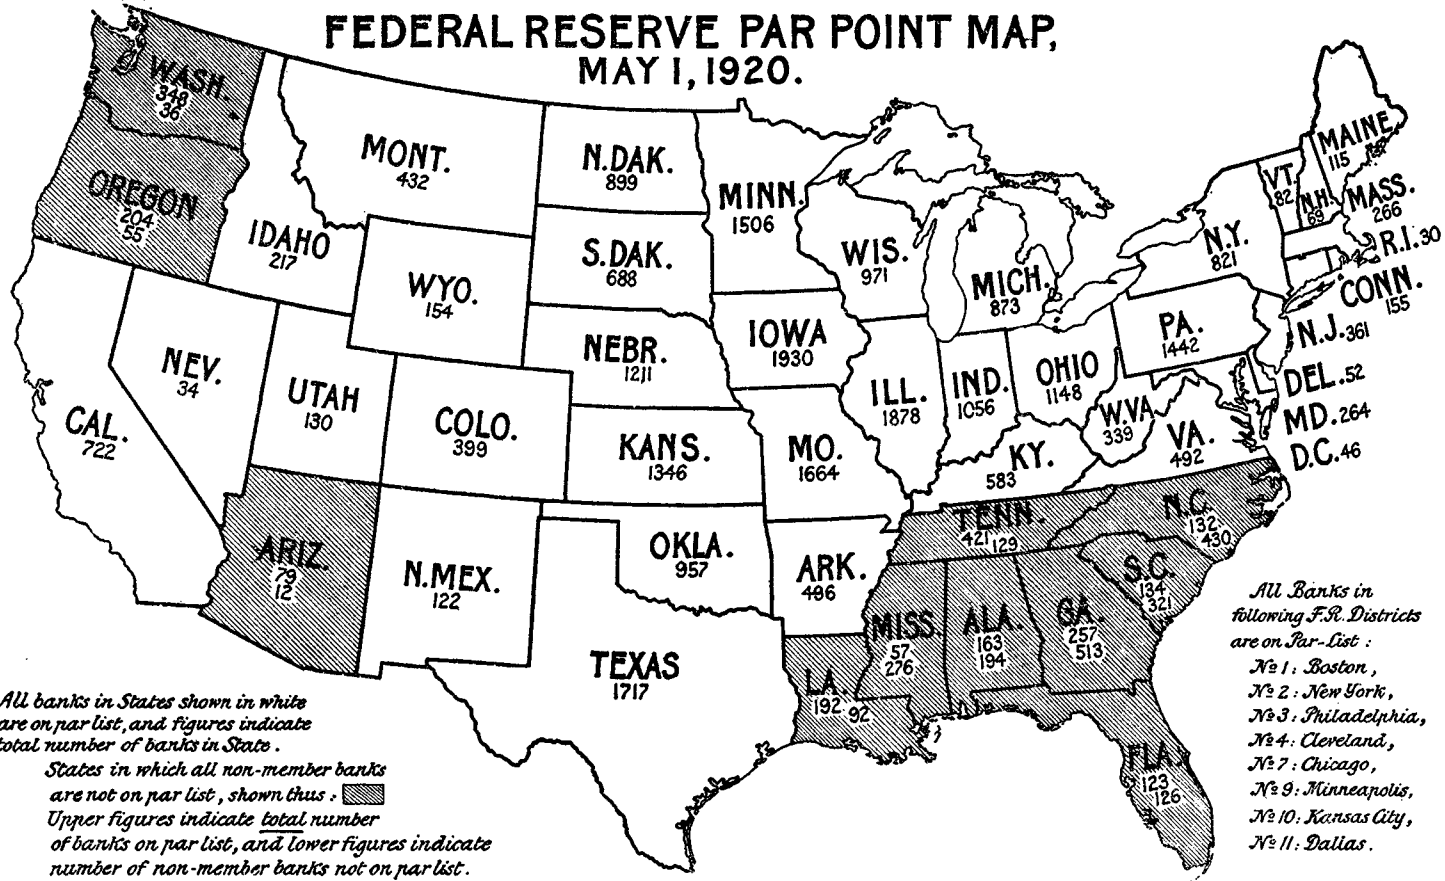 FEDERAL RESERVE PAR POINT MAP,
MAY 1, 1920.
WASH.
348
36
OREGON
204
55
CAL.
722
NEV.
34
IDAHO
217
MONT.
432
WYO.
154
UTAH
130
COLO.
399
ARIZ.
79
12
N.MEX.
122
N.DAK.
899
S.DAK.
688
NEBR.
1211
KANS.
1346
OKLA.
957
TEXAS
1717
MINN.
1506
IOWA
1930
MO.
1664
ARK.
486
LA.
192 92
WIS.
971
ILL.
1878
MICH.
873
IND.
1056
OHIO
1148
KY.
583
TENN.
421 129
MISS.
57
276
ALA.
163
194
GA.
257
513
FLA.
123
126
S.C.
134
321
N.C.
132
430
VA.
492
W.VA
339
PA.
1442
N.Y.
821
VT.
82
N.H.
69
MAINE
115
MASS.
266
R.I. 30
CONN.
155
N.J. 361
DEL. 52
MD. 264
D.C. 46
All banks in States shown in white
are on par list, and figures indicate
total number of banks in State.
States in which all non-member banks
are not on par list, shown thus:
Upper figures indicate total number
of banks on par list, and lower figures indicate
number of non-member banks not on par list.
All Banks in
following F.R. Districts
are on Par-List:
Nº 1: Boston,
Nº 2: New York,
Nº 3: Philadelphia,
Nº 4: Cleveland,
Nº 7: Chicago,
Nº 9: Minneapolis,
Nº 10: Kansas City,
Nº 11: Dallas.